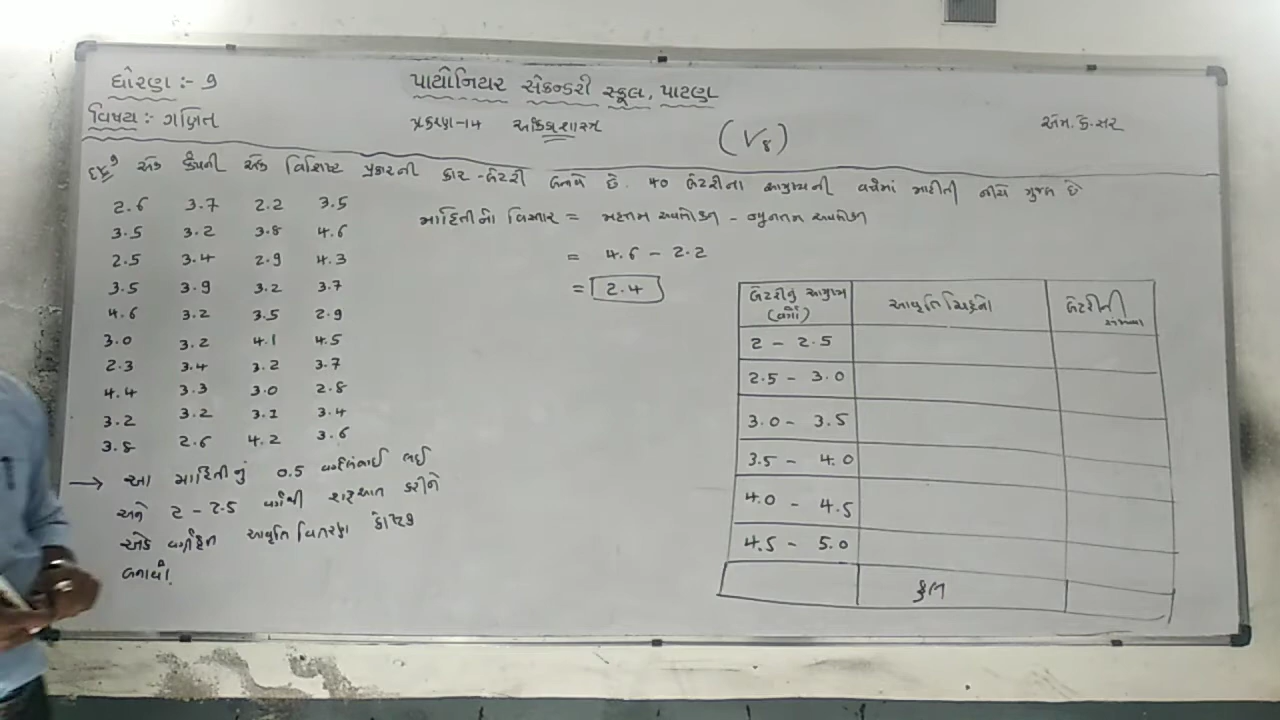 ધોરણ :- ૭
પાયોનિયર સેકન્ડરી સ્કૂલ, પાટણ
વિષય :- ગણિત
પ્રકરણ-૧૪ આંકડાશાસ્ત્ર
(V8)
એમ. કે. સર
એક કંપની એક વિશિષ્ટ પ્રકારની કાર-બેટરી બનાવે છે. ૪૦ બેટરીના આયુષ્યની વર્ષમાં માહિતી નીચે મુજબ છે
2.6 3.7 2.2 3.5
3.5 3.2 3.8 4.6
2.5 3.4 2.9 4.3
3.5 3.9 3.2 3.7
4.6 3.2 3.5 2.9
3.0 3.2 4.1 4.5
2.3 3.4 3.2 3.7
4.4 3.3 3.0 2.8
3.2 3.2 3.1 3.4
3.8 2.6 4.2 3.6
→ આ માહિતીનું 0.5 વર્ગલંબાઈ લઈ
અને 2 - 2.5 વર્ગથી શરૂઆત કરીને
એક વર્ગીકૃત આવૃત્તિ વિતરણ કોષ્ટક
બનાવો.
માહિતીનો વિસ્તાર = મહત્તમ અવલોકન - ન્યુનતમ અવલોકન
= 4.6 - 2.2
= 2.4
બેટરીનું આયુષ્ય આવૃત્તિ ચિહ્નો બેટરીની
(વર્ગો) સંખ્યા
2 - 2.5
2.5 - 3.0
3.0 - 3.5
3.5 - 4.0
4.0 - 4.5
4.5 - 5.0
કુલ